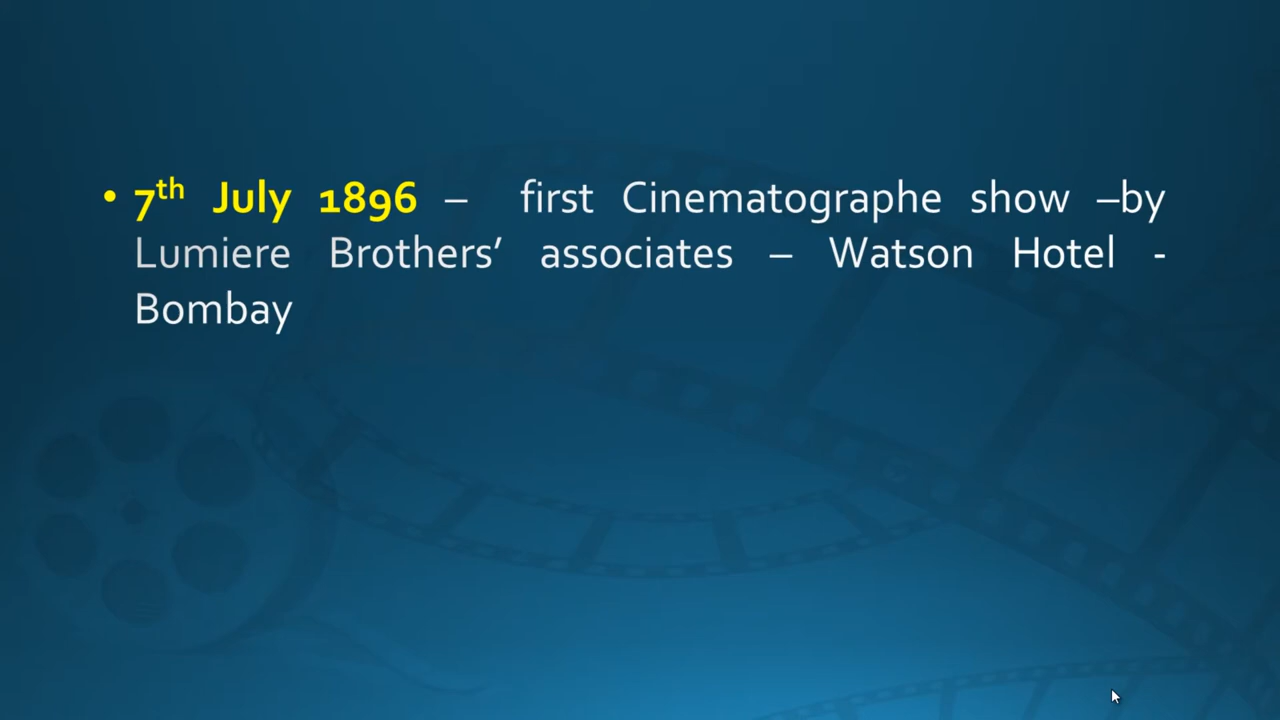 • 7th July 1896 – first Cinematographe show –by
Lumiere Brothers’ associates – Watson Hotel -
Bombay